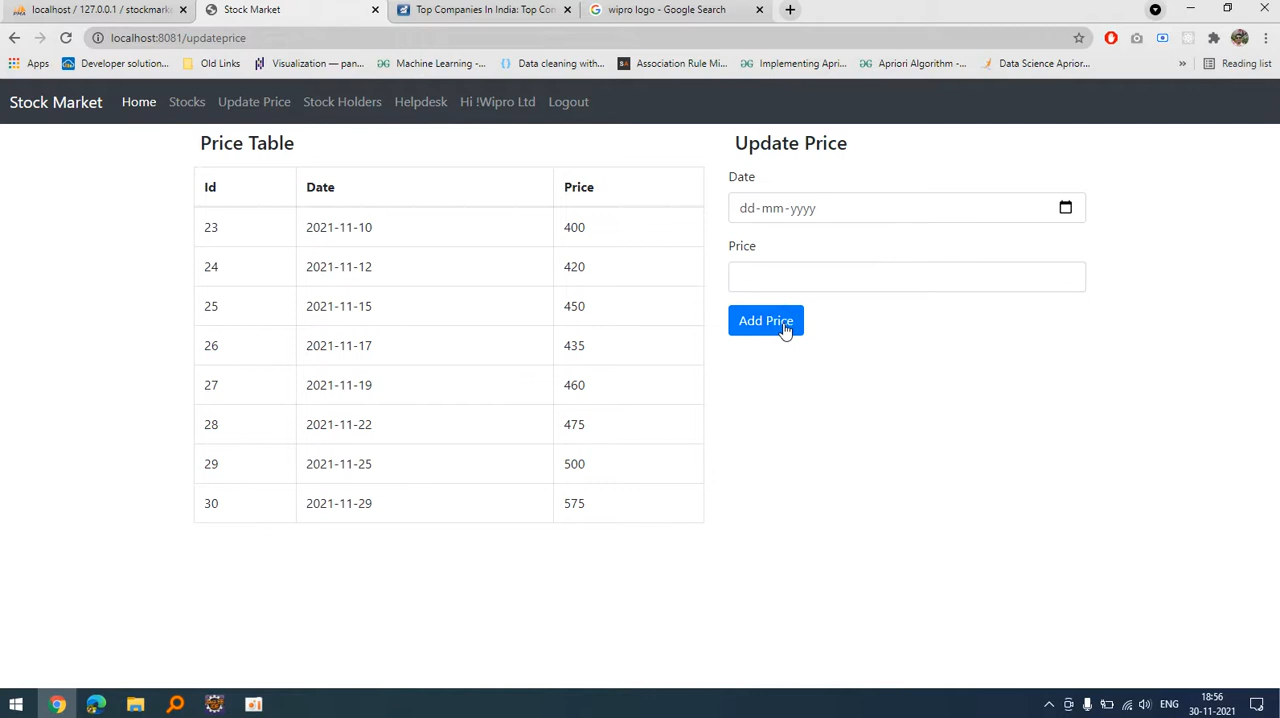 localhost / 127.0.0.1 / stockmarke
Stock Market
Top Companies In India: Top Con
wipro logo - Google Search
localhost:8081/updateprice
Apps
Developer solution...
Old Links
Visualization — pan...
Machine Learning -...
Data cleaning with...
Association Rule Mi...
Implementing Apri...
Apriori Algorithm -...
Data Science Aprior...
»
Reading list
Stock Market
Home
Stocks
Update Price
Stock Holders
Helpdesk
Hi !Wipro Ltd
Logout
Price Table
Id Date Price
23 2021-11-10 400
24 2021-11-12 420
25 2021-11-15 450
26 2021-11-17 435
27 2021-11-19 460
28 2021-11-22 475
29 2021-11-25 500
30 2021-11-29 575
Update Price
Date
dd-mm-yyyy
Price
Add Price
ENG
18:56
30-11-2021